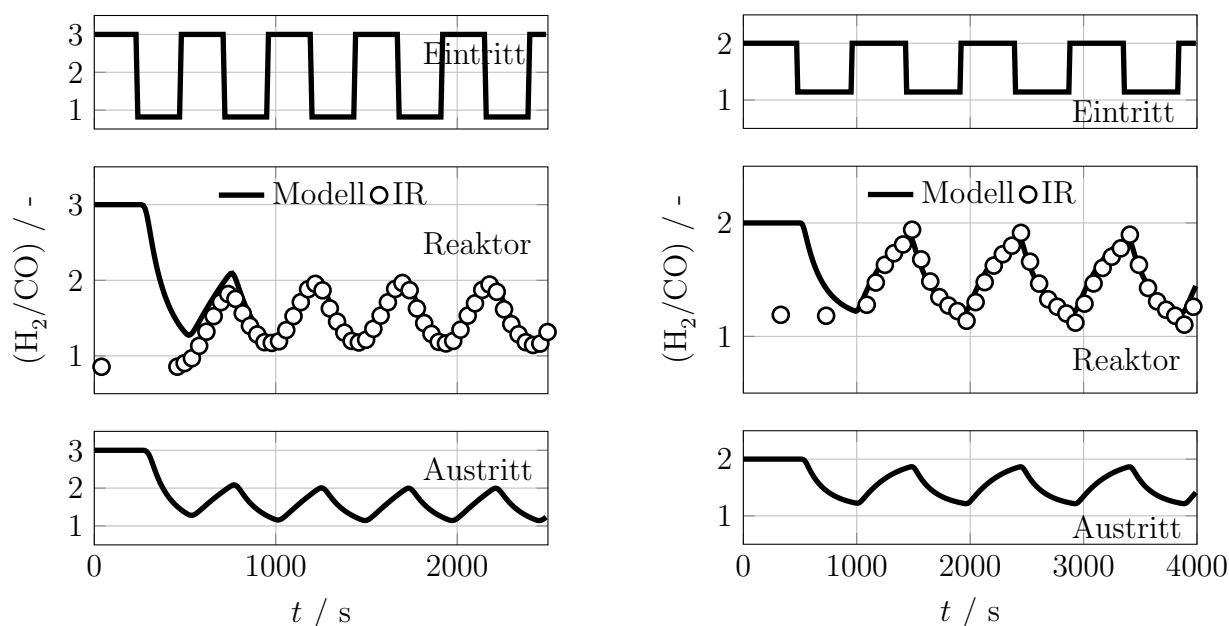 3
2
1
Eintritt
3
2
1
Modell IR
Reaktor
(H₂/CO) / -
3
2
1
Austritt
0 1000 2000
t / s
2
1
Eintritt
2
1
Modell IR
Reaktor
(H₂/CO) / -
2
1
Austritt
0 1000 2000 3000 4000
t / s